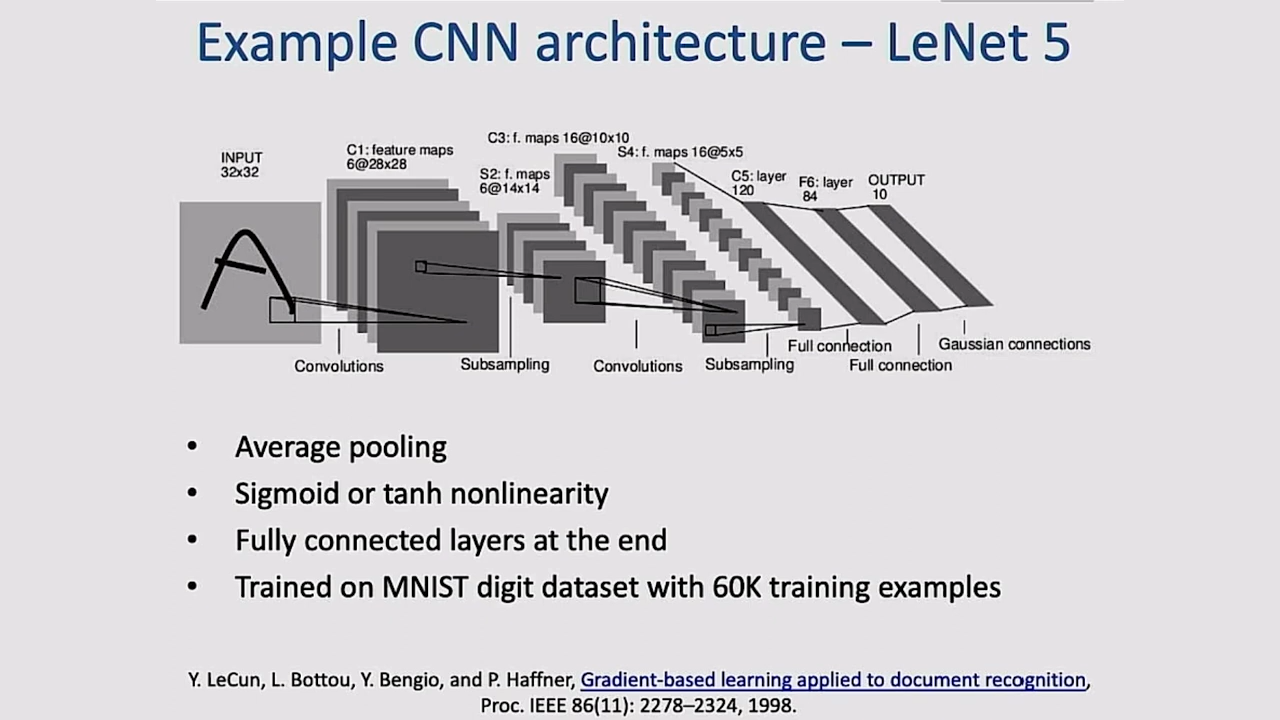 Example CNN architecture – LeNet 5
INPUT
32x32
C1: feature maps
6@28x28
S2: f. maps
6@14x14
C3: f. maps 16@10x10
S4: f. maps 16@5x5
C5: layer
120
F6: layer
84
OUTPUT
10
Convolutions
Subsampling
Convolutions
Subsampling
Full connection
Full connection
Gaussian connections
• Average pooling
• Sigmoid or tanh nonlinearity
• Fully connected layers at the end
• Trained on MNIST digit dataset with 60K training examples
Y. LeCun, L. Bottou, Y. Bengio, and P. Haffner, Gradient-based learning applied to document recognition,
Proc. IEEE 86(11): 2278–2324, 1998.